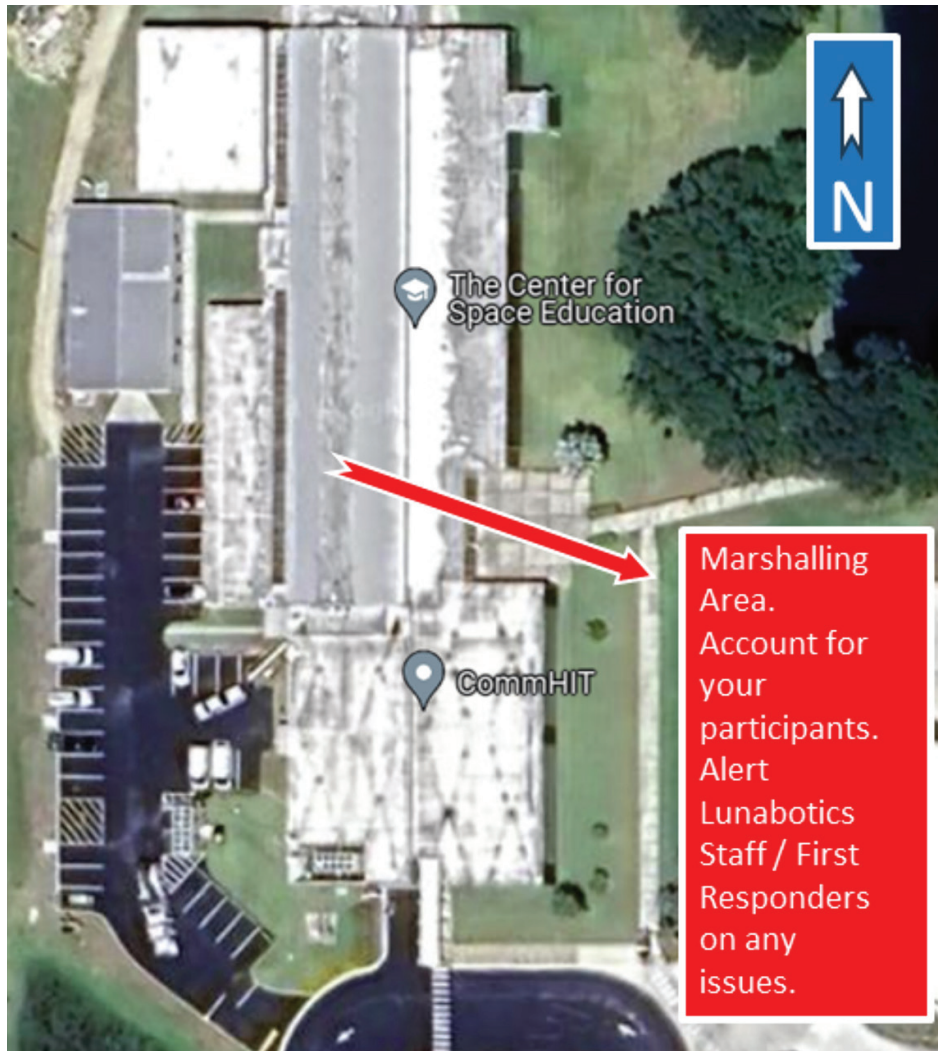 N
The Center for
Space Education
CommHIT
Marshalling
Area.
Account for
your
participants.
Alert
Lunabotics
Staff / First
Responders
on any
issues.